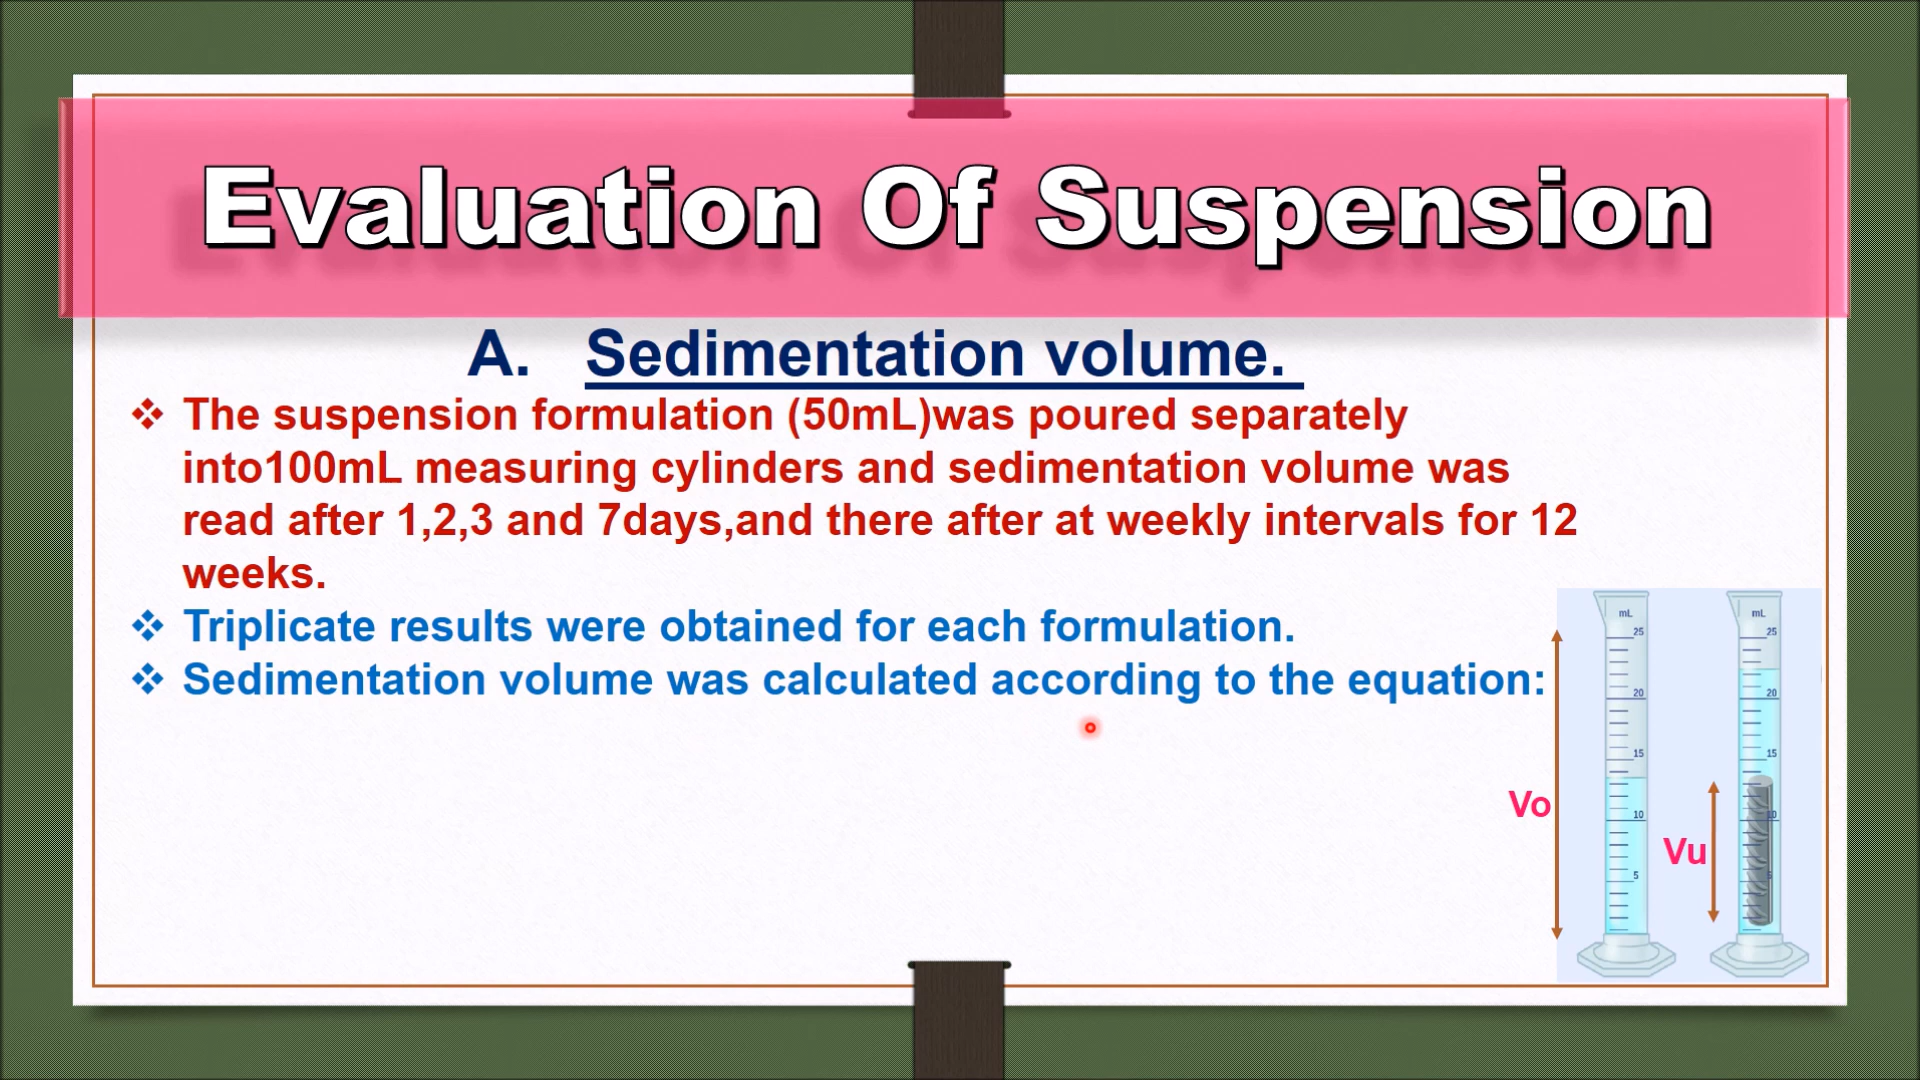 Evaluation Of Suspension
A. Sedimentation volume.
❖ The suspension formulation (50mL)was poured separately
into100mL measuring cylinders and sedimentation volume was
read after 1,2,3 and 7days,and there after at weekly intervals for 12
weeks.
❖ Triplicate results were obtained for each formulation.
❖ Sedimentation volume was calculated according to the equation:
Vo
mL
25
20
15
10
5
Vu
mL
25
20
15
10
5